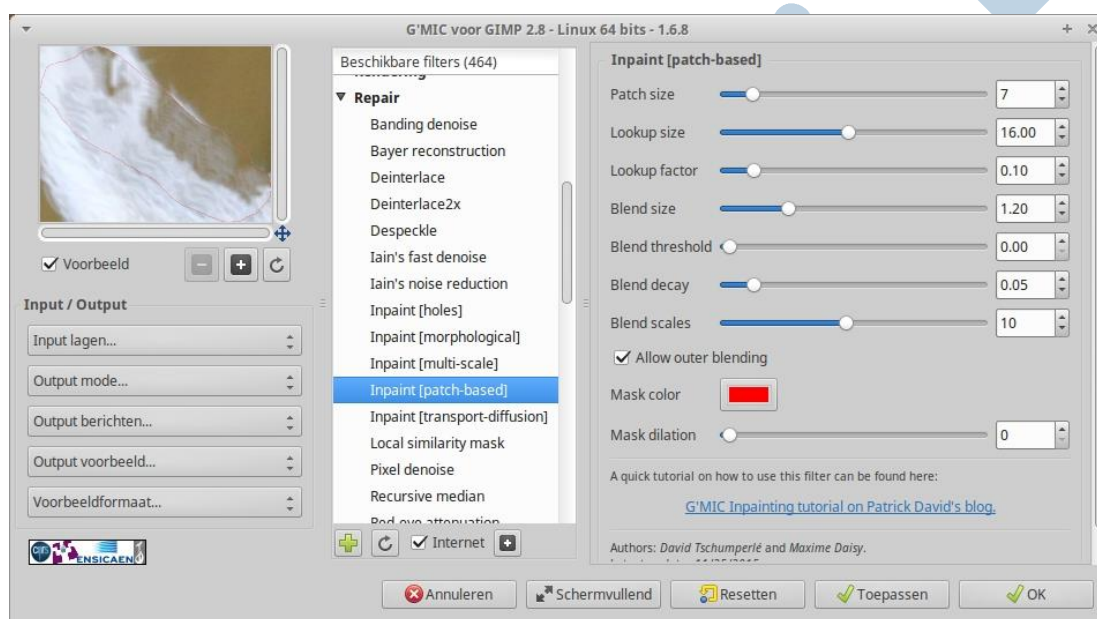 G'MIC voor GIMP 2.8 - Linux 64 bits - 1.6.8
Voorbeeld
Input / Output
Input lagen...
Output mode...
Output berichten...
Output voorbeeld...
Voorbeeldformaat...
ENSICAEN
Beschikbare filters (464)
Rendering
Repair
Banding denoise
Bayer reconstruction
Deinterlace
Deinterlace2x
Despeckle
Iain's fast denoise
Iain's noise reduction
Inpaint [holes]
Inpaint [morphological]
Inpaint [multi-scale]
Inpaint [patch-based]
Inpaint [transport-diffusion]
Local similarity mask
Pixel denoise
Recursive median
Red-eye attenuation
Internet
Inpaint [patch-based]
Patch size 7
Lookup size 16.00
Lookup factor 0.10
Blend size 1.20
Blend threshold 0.00
Blend decay 0.05
Blend scales 10
Allow outer blending
Mask color
Mask dilation 0
A quick tutorial on how to use this filter can be found here:
G'MIC Inpainting tutorial on Patrick David's blog.
Authors: David Tschumperlé and Maxime Daisy.
Annuleren
Schermvullend
Resetten
Toepassen
OK